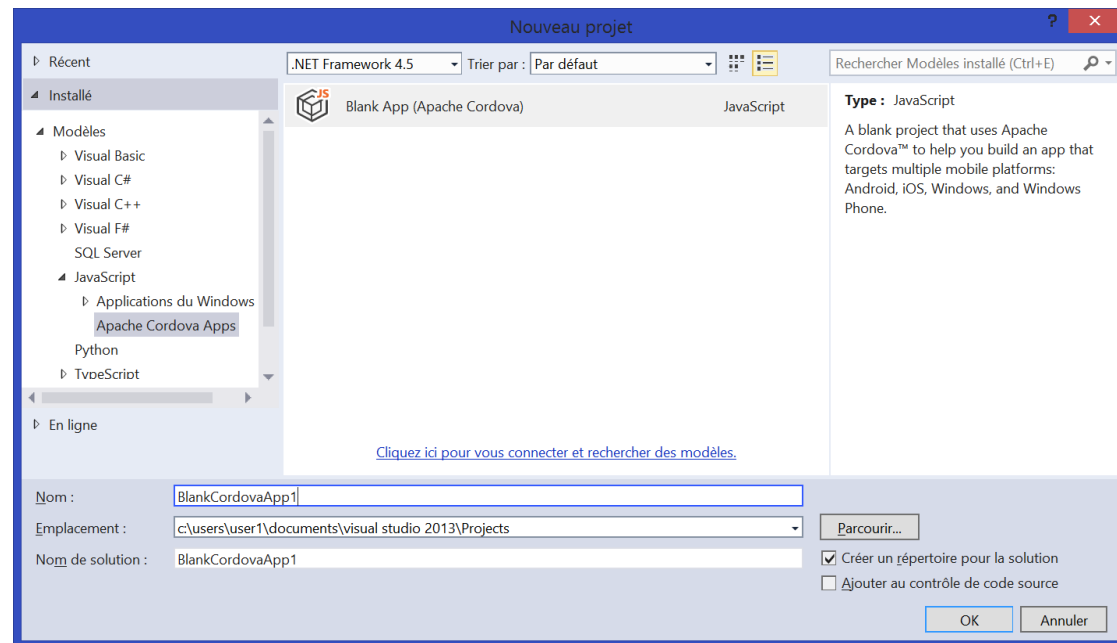 Nouveau projet
?
Récent
.NET Framework 4.5
Trier par :
Par défaut
Rechercher Modèles installé (Ctrl+E)
Installé
Modèles
Visual Basic
Visual C#
Visual C++
Visual F#
SQL Server
JavaScript
Applications du Windows
Apache Cordova Apps
Python
TypeScript
En ligne
JS
Blank App (Apache Cordova)
JavaScript
Cliquez ici pour vous connecter et rechercher des modèles.
Type : JavaScript
A blank project that uses Apache
Cordova™ to help you build an app that
targets multiple mobile platforms:
Android, iOS, Windows, and Windows
Phone.
Nom :
BlankCordovaApp1
Emplacement :
c:\users\user1\documents\visual studio 2013\Projects
Parcourir...
Nom de solution :
BlankCordovaApp1
Créer un répertoire pour la solution
Ajouter au contrôle de code source
OK
Annuler